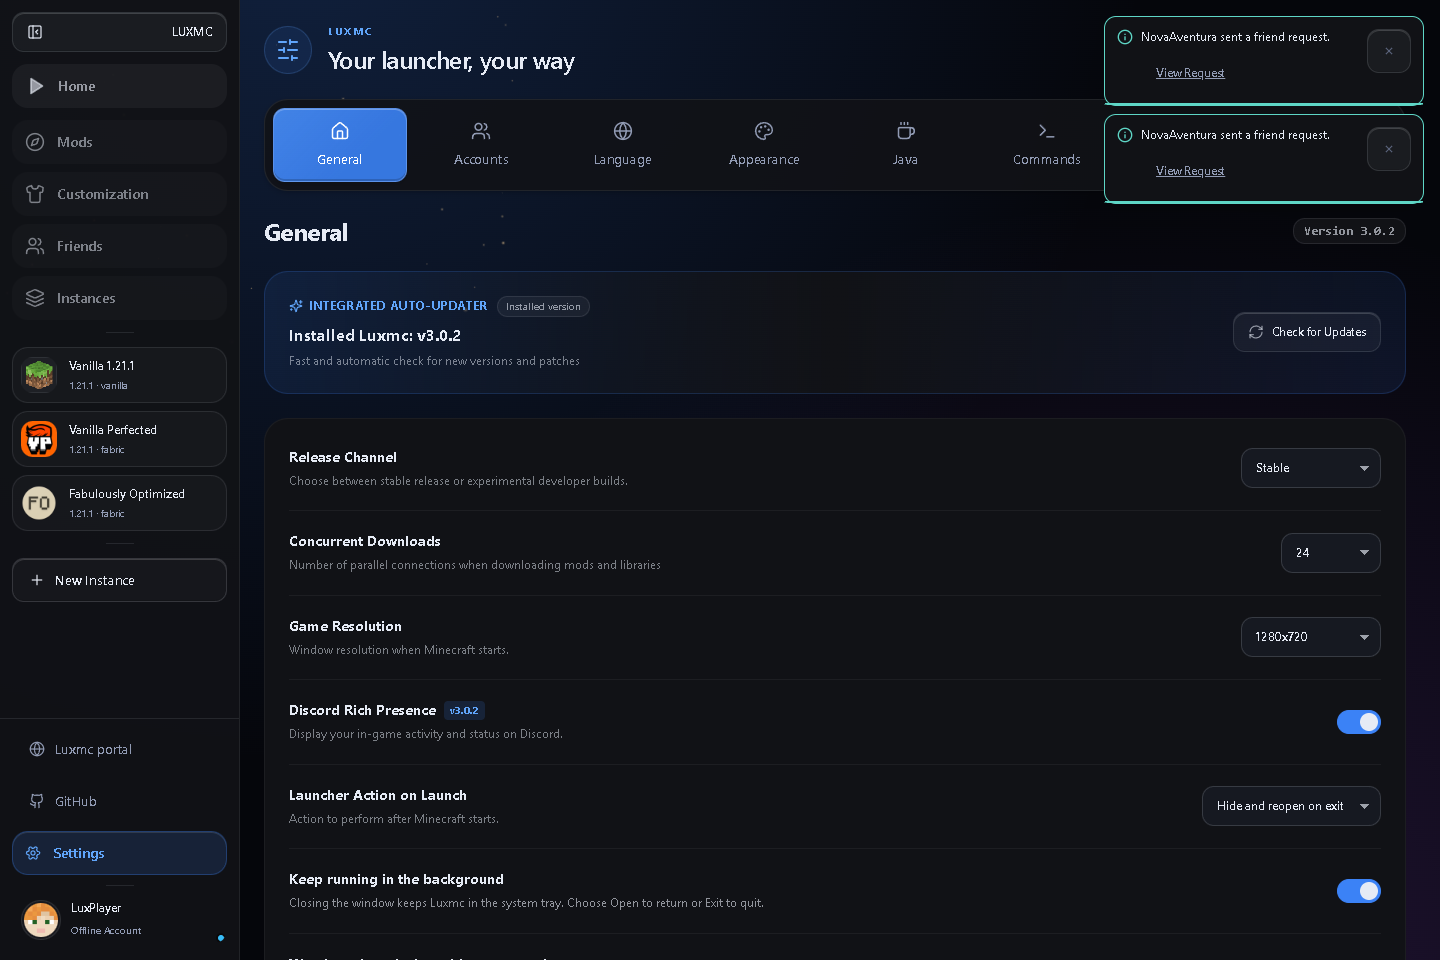 LUXMC
Home
Mods
Customization
Friends
Instances
Vanilla 1.21.1
1.21.1 · vanilla
VP
Vanilla Perfected
1.21.1 · fabric
FO
Fabulously Optimized
1.21.1 · fabric
New Instance
Luxmc portal
GitHub
Settings
LuxPlayer
Offline Account
LUXMC
Your launcher, your way
General
Accounts
Language
Appearance
Java
Commands
NovaAventura sent a friend request.
View Request
NovaAventura sent a friend request.
View Request
General
Version 3.0.2
INTEGRATED AUTO-UPDATER
Installed version
Installed Luxmc: v3.0.2
Fast and automatic check for new versions and patches
Check for Updates
Release Channel
Choose between stable release or experimental developer builds.
Stable
Concurrent Downloads
Number of parallel connections when downloading mods and libraries
24
Game Resolution
Window resolution when Minecraft starts.
1280x720
Discord Rich Presence
v3.0.2
Display your in-game activity and status on Discord.
Launcher Action on Launch
Action to perform after Minecraft starts.
Hide and reopen on exit
Keep running in the background
Closing the window keeps Luxmc in the system tray. Choose Open to return or Exit to quit.